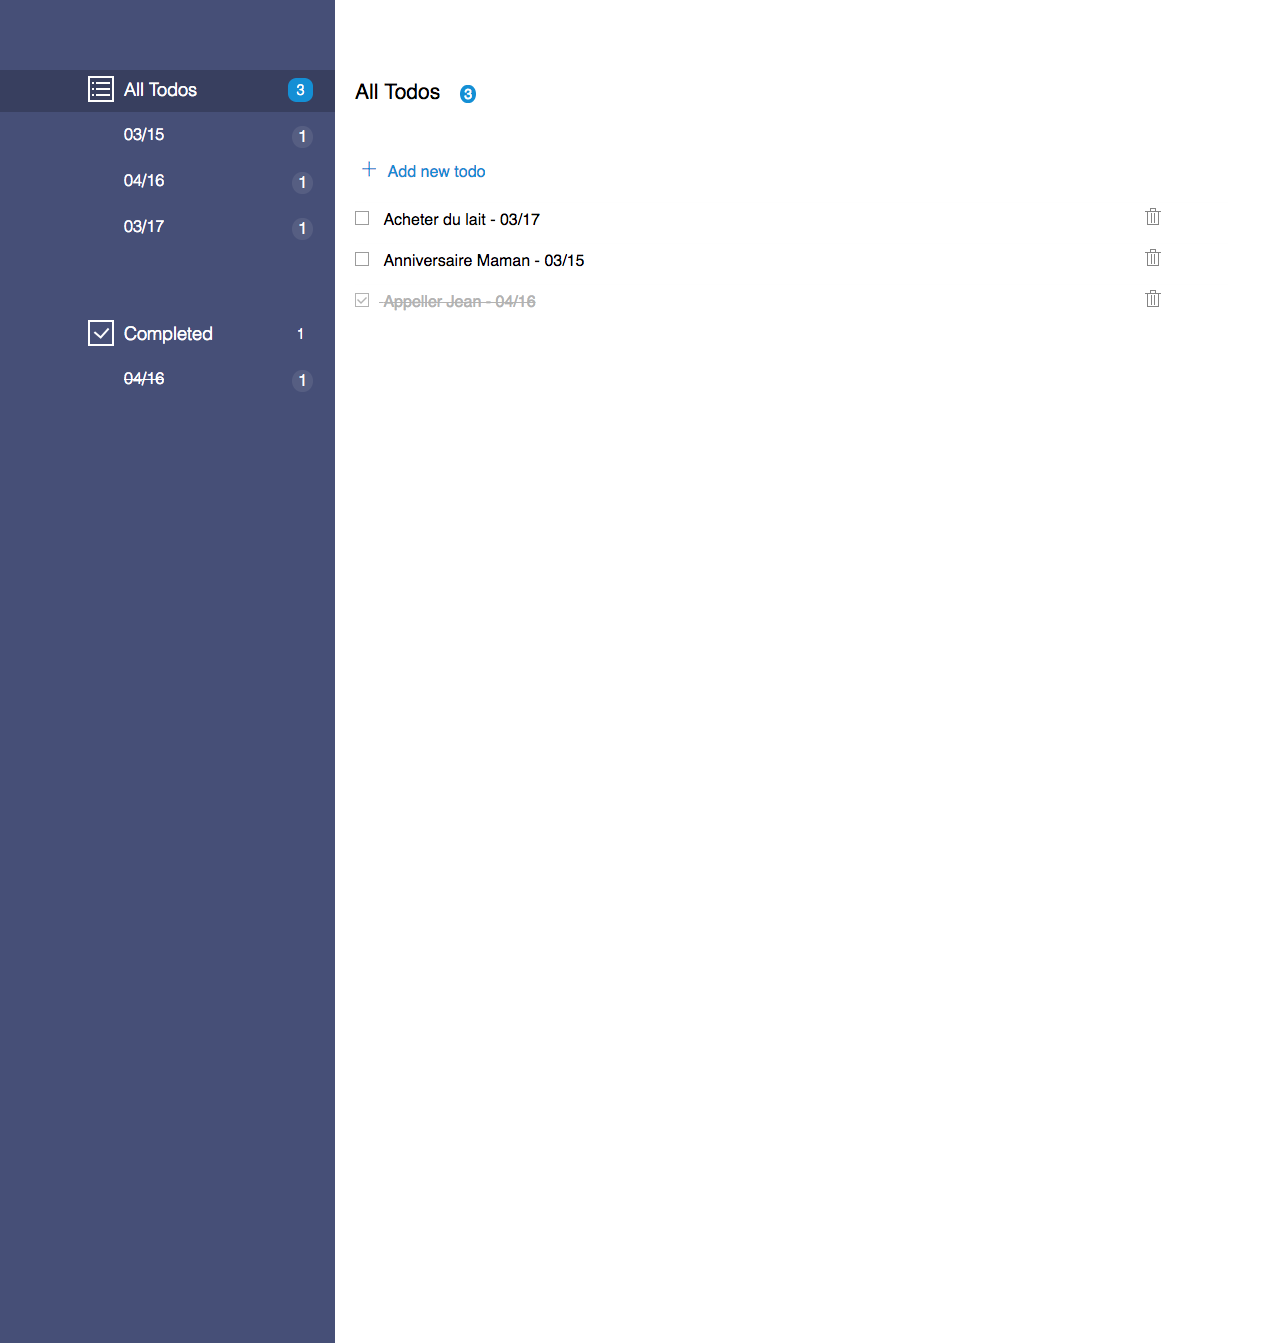 All Todos 3
03/15 1
04/16 1
03/17 1
Completed 1
04/16 1
All Todos 3
Add new todo
Acheter du lait - 03/17
Anniversaire Maman - 03/15
Appeller Jean - 04/16